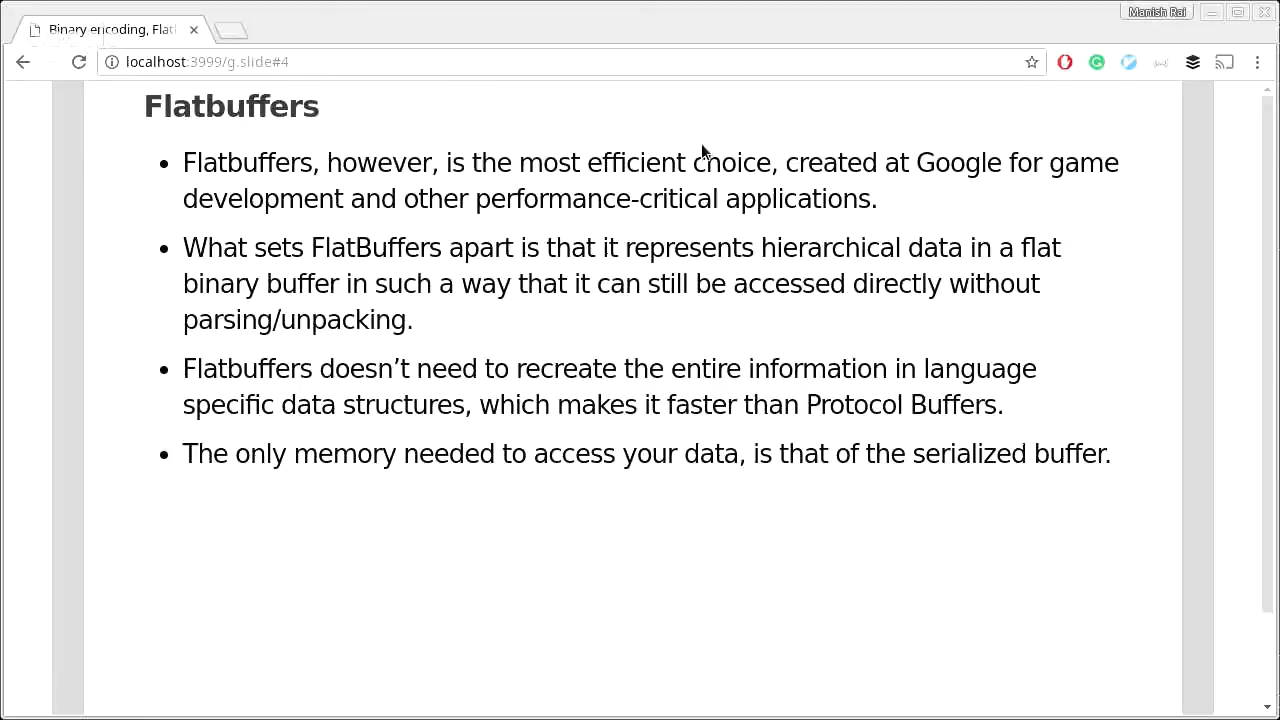 Manish Rai
Binary encoding, Flat
localhost:3999/g.slide#4
Flatbuffers
• Flatbuffers, however, is the most efficient choice, created at Google for game
development and other performance-critical applications.
• What sets FlatBuffers apart is that it represents hierarchical data in a flat
binary buffer in such a way that it can still be accessed directly without
parsing/unpacking.
• Flatbuffers doesn’t need to recreate the entire information in language
specific data structures, which makes it faster than Protocol Buffers.
• The only memory needed to access your data, is that of the serialized buffer.